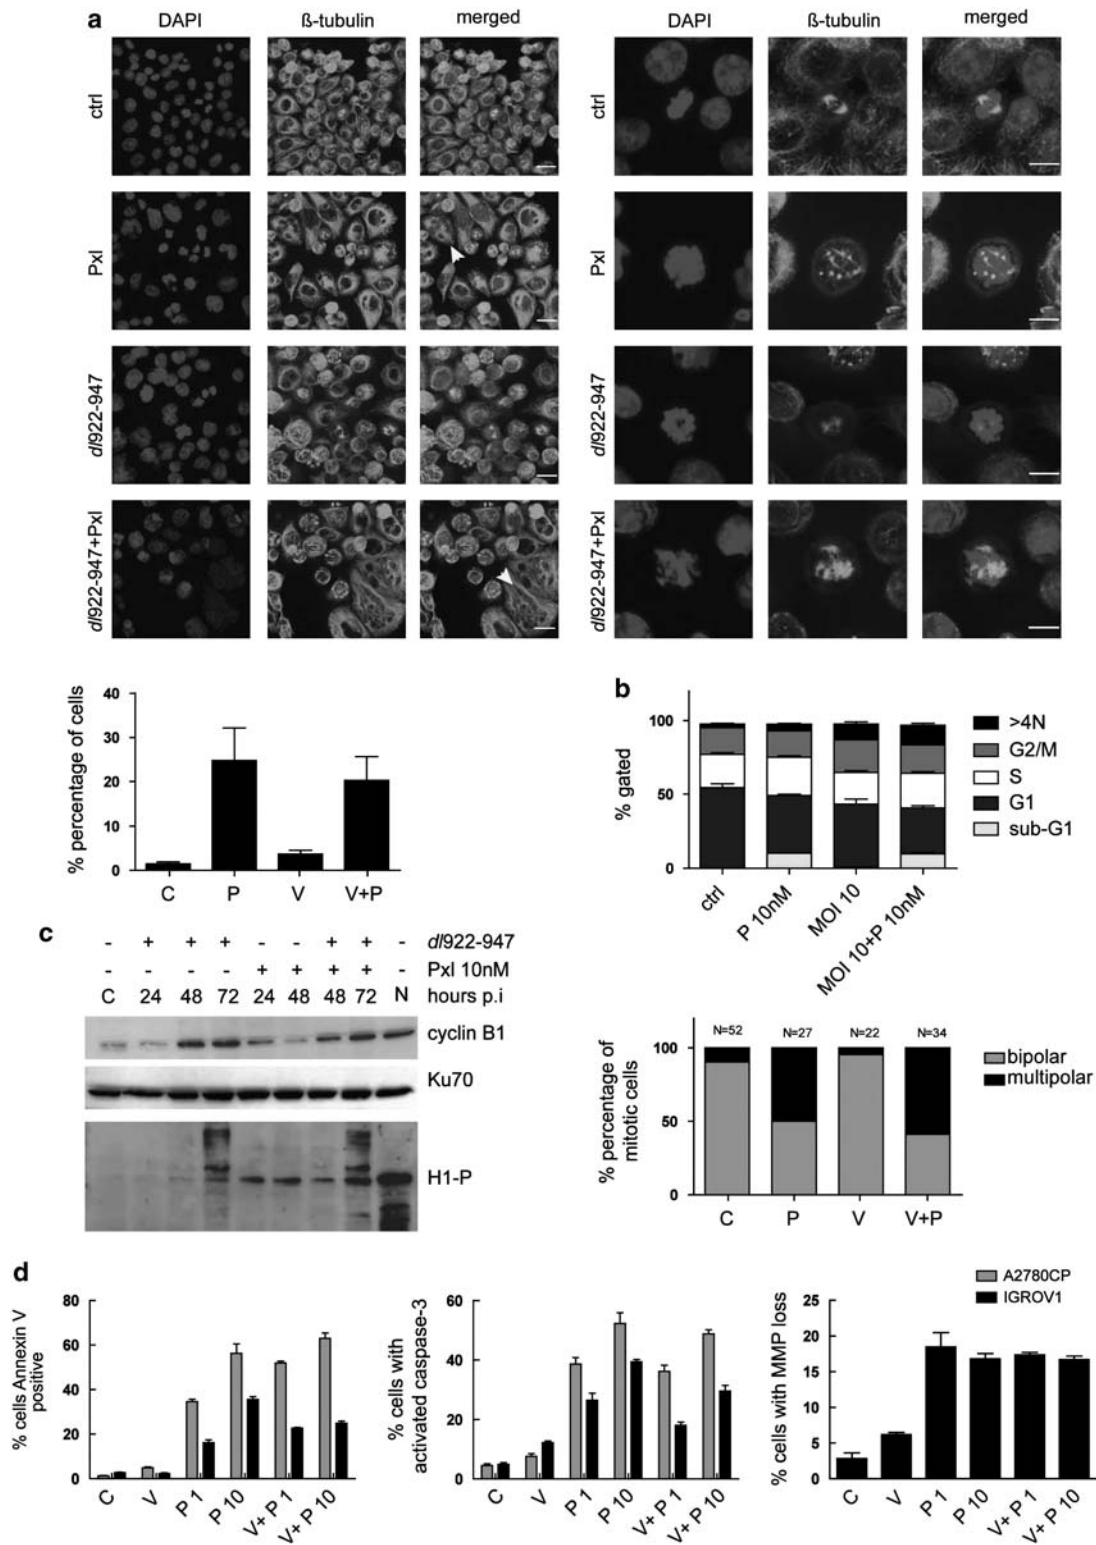 a
DAPI ß-tubulin merged DAPI ß-tubulin merged
ctrl ctrl
Pxl Pxl
dl922-947 dl922-947
dl922-947+Pxl dl922-947+Pxl
% percentage of cells
40
30
20
10
0
C P V V+P
b
% gated
100
50
0
>4N
G2/M
S
G1
sub-G1
ctrl P 10nM MOI 10 MOI 10+P 10nM
c
- + + + - - + + - dl922-947
- - - - + + + + - Pxl 10nM
C 24 48 72 24 48 48 72 N hours p.i
cyclin B1
Ku70
H1-P
% percentage of
mitotic cells
100
50
0
N=52 N=27 N=22 N=34
bipolar
multipolar
C P V V+P
d
% cells Annexin V
positive
80
60
40
20
0
C V P 1 P 10 V+ P 1 V+ P 10
% cells with
activated caspase-3
60
40
20
0
C V P 1 P 10 V+ P 1 V+ P 10
A2780CP
IGROV1
% cells with MMP loss
25
20
15
10
5
0
C V P 1 P 10 V+ P 1 V+ P 10